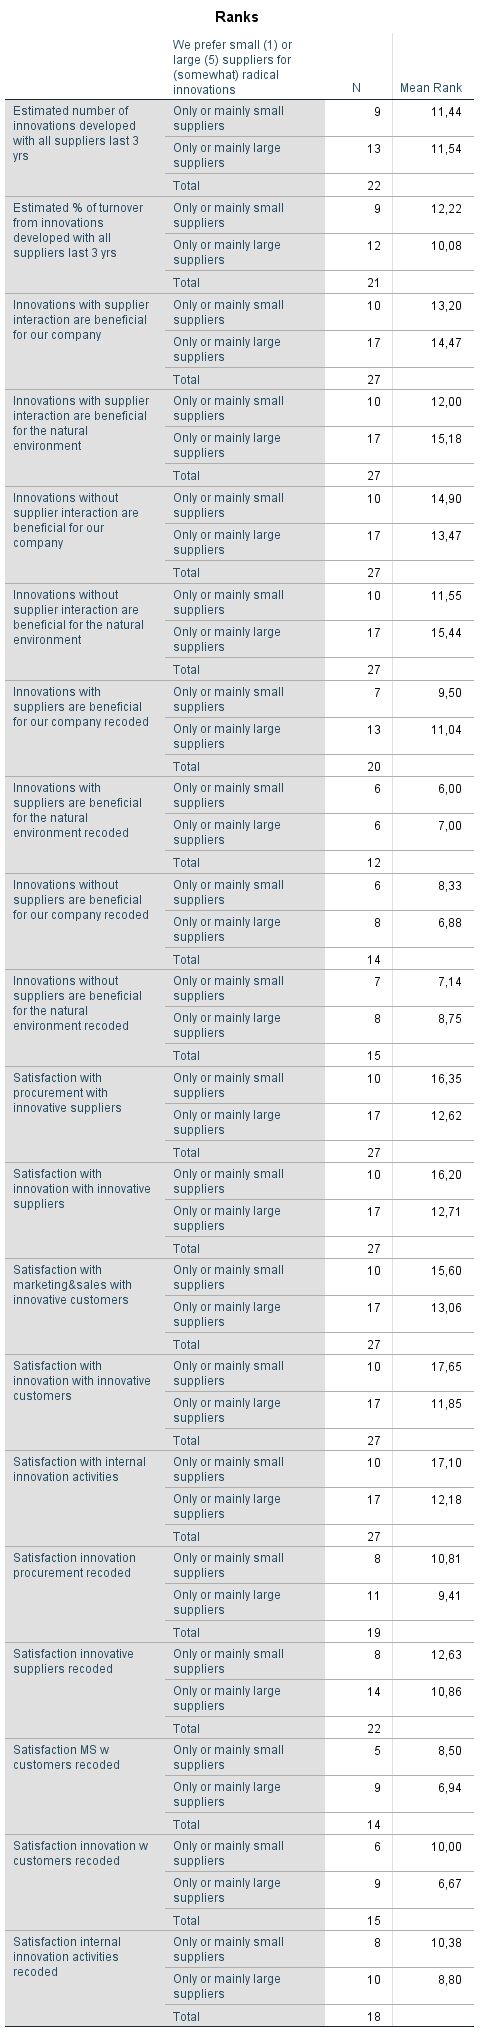 Ranks
We prefer small (1) or
large (5) suppliers for
(somewhat) radical
innovations
N
Mean Rank
Estimated number of
innovations developed
with all suppliers last 3
yrs
Only or mainly small
suppliers
9
11,44
Only or mainly large
suppliers
13
11,54
Total
22
Estimated % of turnover
from innovations
developed with all
suppliers last 3 yrs
Only or mainly small
suppliers
9
12,22
Only or mainly large
suppliers
12
10,08
Total
21
Innovations with supplier
interaction are beneficial
for our company
Only or mainly small
suppliers
10
13,20
Only or mainly large
suppliers
17
14,47
Total
27
Innovations with supplier
interaction are beneficial
for the natural
environment
Only or mainly small
suppliers
10
12,00
Only or mainly large
suppliers
17
15,18
Total
27
Innovations without
supplier interaction are
beneficial for our
company
Only or mainly small
suppliers
10
14,90
Only or mainly large
suppliers
17
13,47
Total
27
Innovations without
supplier interaction are
beneficial for the natural
environment
Only or mainly small
suppliers
10
11,55
Only or mainly large
suppliers
17
15,44
Total
27
Innovations with
suppliers are beneficial
for our company recoded
Only or mainly small
suppliers
7
9,50
Only or mainly large
suppliers
13
11,04
Total
20
Innovations with
suppliers are beneficial
for the natural
environment recoded
Only or mainly small
suppliers
6
6,00
Only or mainly large
suppliers
6
7,00
Total
12
Innovations without
suppliers are beneficial
for our company recoded
Only or mainly small
suppliers
6
8,33
Only or mainly large
suppliers
8
6,88
Total
14
Innovations without
suppliers are beneficial
for the natural
environment recoded
Only or mainly small
suppliers
7
7,14
Only or mainly large
suppliers
8
8,75
Total
15
Satisfaction with
procurement with
innovative suppliers
Only or mainly small
suppliers
10
16,35
Only or mainly large
suppliers
17
12,62
Total
27
Satisfaction with
innovation with innovative
suppliers
Only or mainly small
suppliers
10
16,20
Only or mainly large
suppliers
17
12,71
Total
27
Satisfaction with
marketing&sales with
innovative customers
Only or mainly small
suppliers
10
15,60
Only or mainly large
suppliers
17
13,06
Total
27
Satisfaction with
innovation with innovative
customers
Only or mainly small
suppliers
10
17,65
Only or mainly large
suppliers
17
11,85
Total
27
Satisfaction with internal
innovation activities
Only or mainly small
suppliers
10
17,10
Only or mainly large
suppliers
17
12,18
Total
27
Satisfaction innovation
procurement recoded
Only or mainly small
suppliers
8
10,81
Only or mainly large
suppliers
11
9,41
Total
19
Satisfaction innovative
suppliers recoded
Only or mainly small
suppliers
8
12,63
Only or mainly large
suppliers
14
10,86
Total
22
Satisfaction MS w
customers recoded
Only or mainly small
suppliers
5
8,50
Only or mainly large
suppliers
9
6,94
Total
14
Satisfaction innovation w
customers recoded
Only or mainly small
suppliers
6
10,00
Only or mainly large
suppliers
9
6,67
Total
15
Satisfaction internal
innovation activities
recoded
Only or mainly small
suppliers
8
10,38
Only or mainly large
suppliers
10
8,80
Total
18